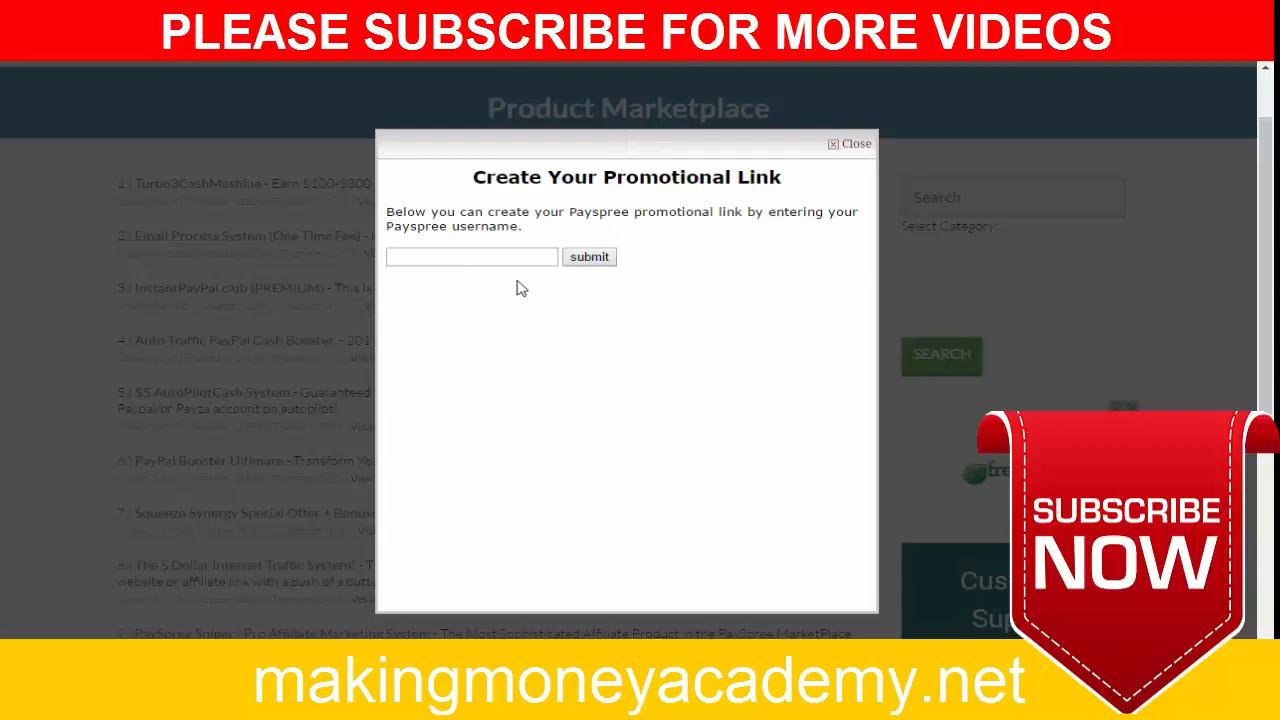 PLEASE SUBSCRIBE FOR MORE VIDEOS
Product Marketplace
Close
Create Your Promotional Link
Below you can create your Payspree promotional link by entering your
Payspree username.
submit
1.) Turbo3CashMashine - Earn $100-$300
2.) Email Process System (One Time Fee) -
3.) InstantPayPal.club (PREMIUM) - This is
4.) Auto Traffic PayPal Cash Booster - 201
5.) $5 AutoPilotCash System - Guaranteed
Paypal/or Payza account on autopilot!
6.) PayPal Booster Ultimate - Transform You
7.) Squeeze Synergy Special Offer + Bonus
8.) The 5 Dollar Internet Traffic System! - T
website or affiliate link with a push of a butt
9.) PaySpree Sniper - Pro Affiliate Marketing System - The Most Sophisticated Affiliate Product in the PaySpree MarketPlace
Search
Select Category:
SEARCH
fre
Cus
Sup
SUBSCRIBE
NOW
makingmoneyacademy.net